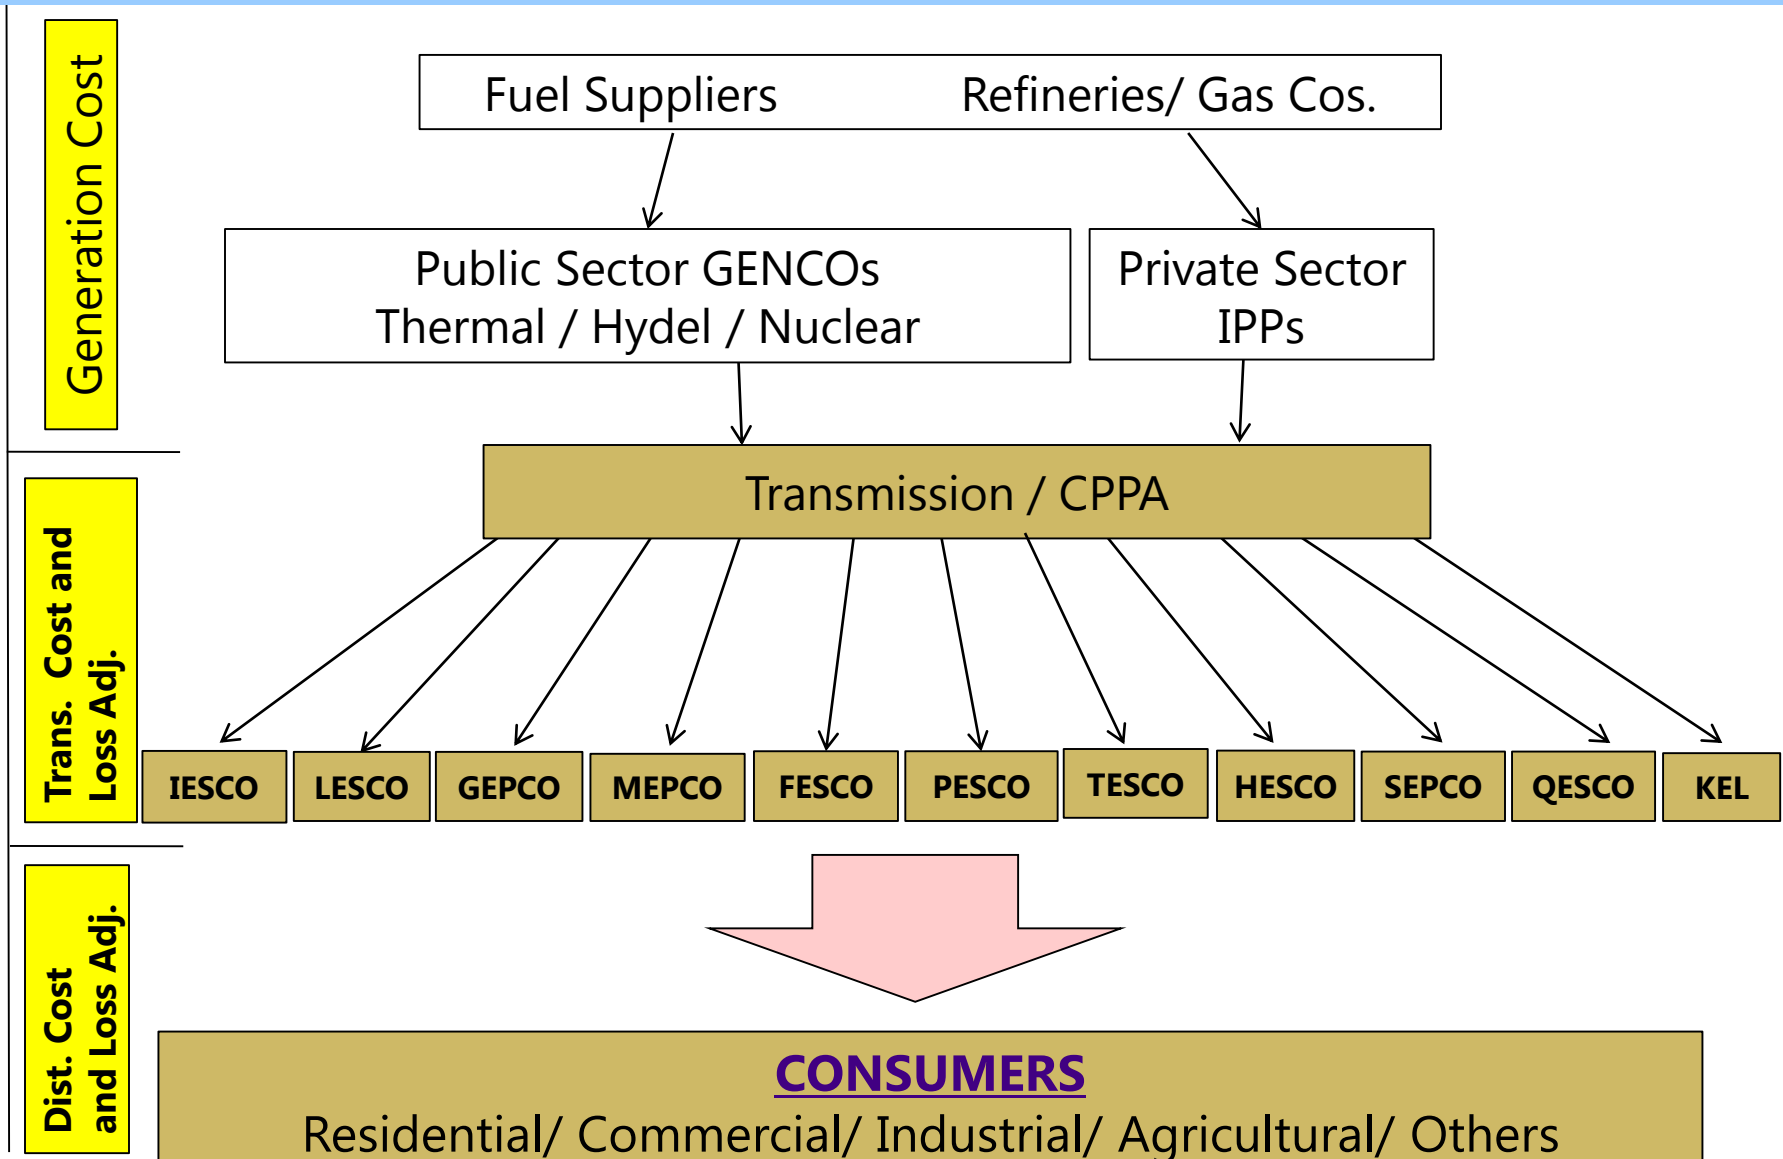 Generation Cost
Fuel Suppliers Refineries/ Gas Cos.
Public Sector GENCOs
Thermal / Hydel / Nuclear
Private Sector
IPPs
Trans. Cost and
Loss Adj.
Transmission / CPPA
IESCO
LESCO
GEPCO
MEPCO
FESCO
PESCO
TESCO
HESCO
SEPCO
QESCO
KEL
Dist. Cost
and Loss Adj.
CONSUMERS
Residential/ Commercial/ Industrial/ Agricultural/ Others